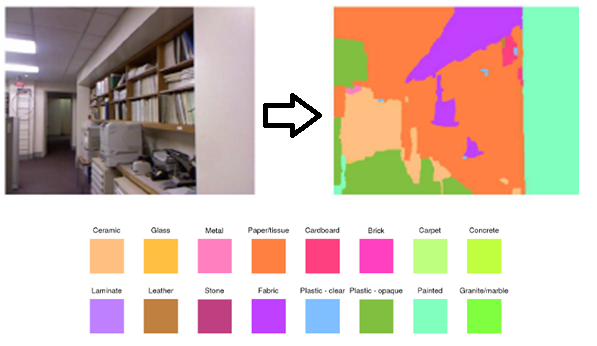 Ceramic Glass Metal Paper/tissue Cardboard Brick Carpet Concrete
Laminate Leather Stone Fabric Plastic - clear Plastic - opaque Painted Granite/marble